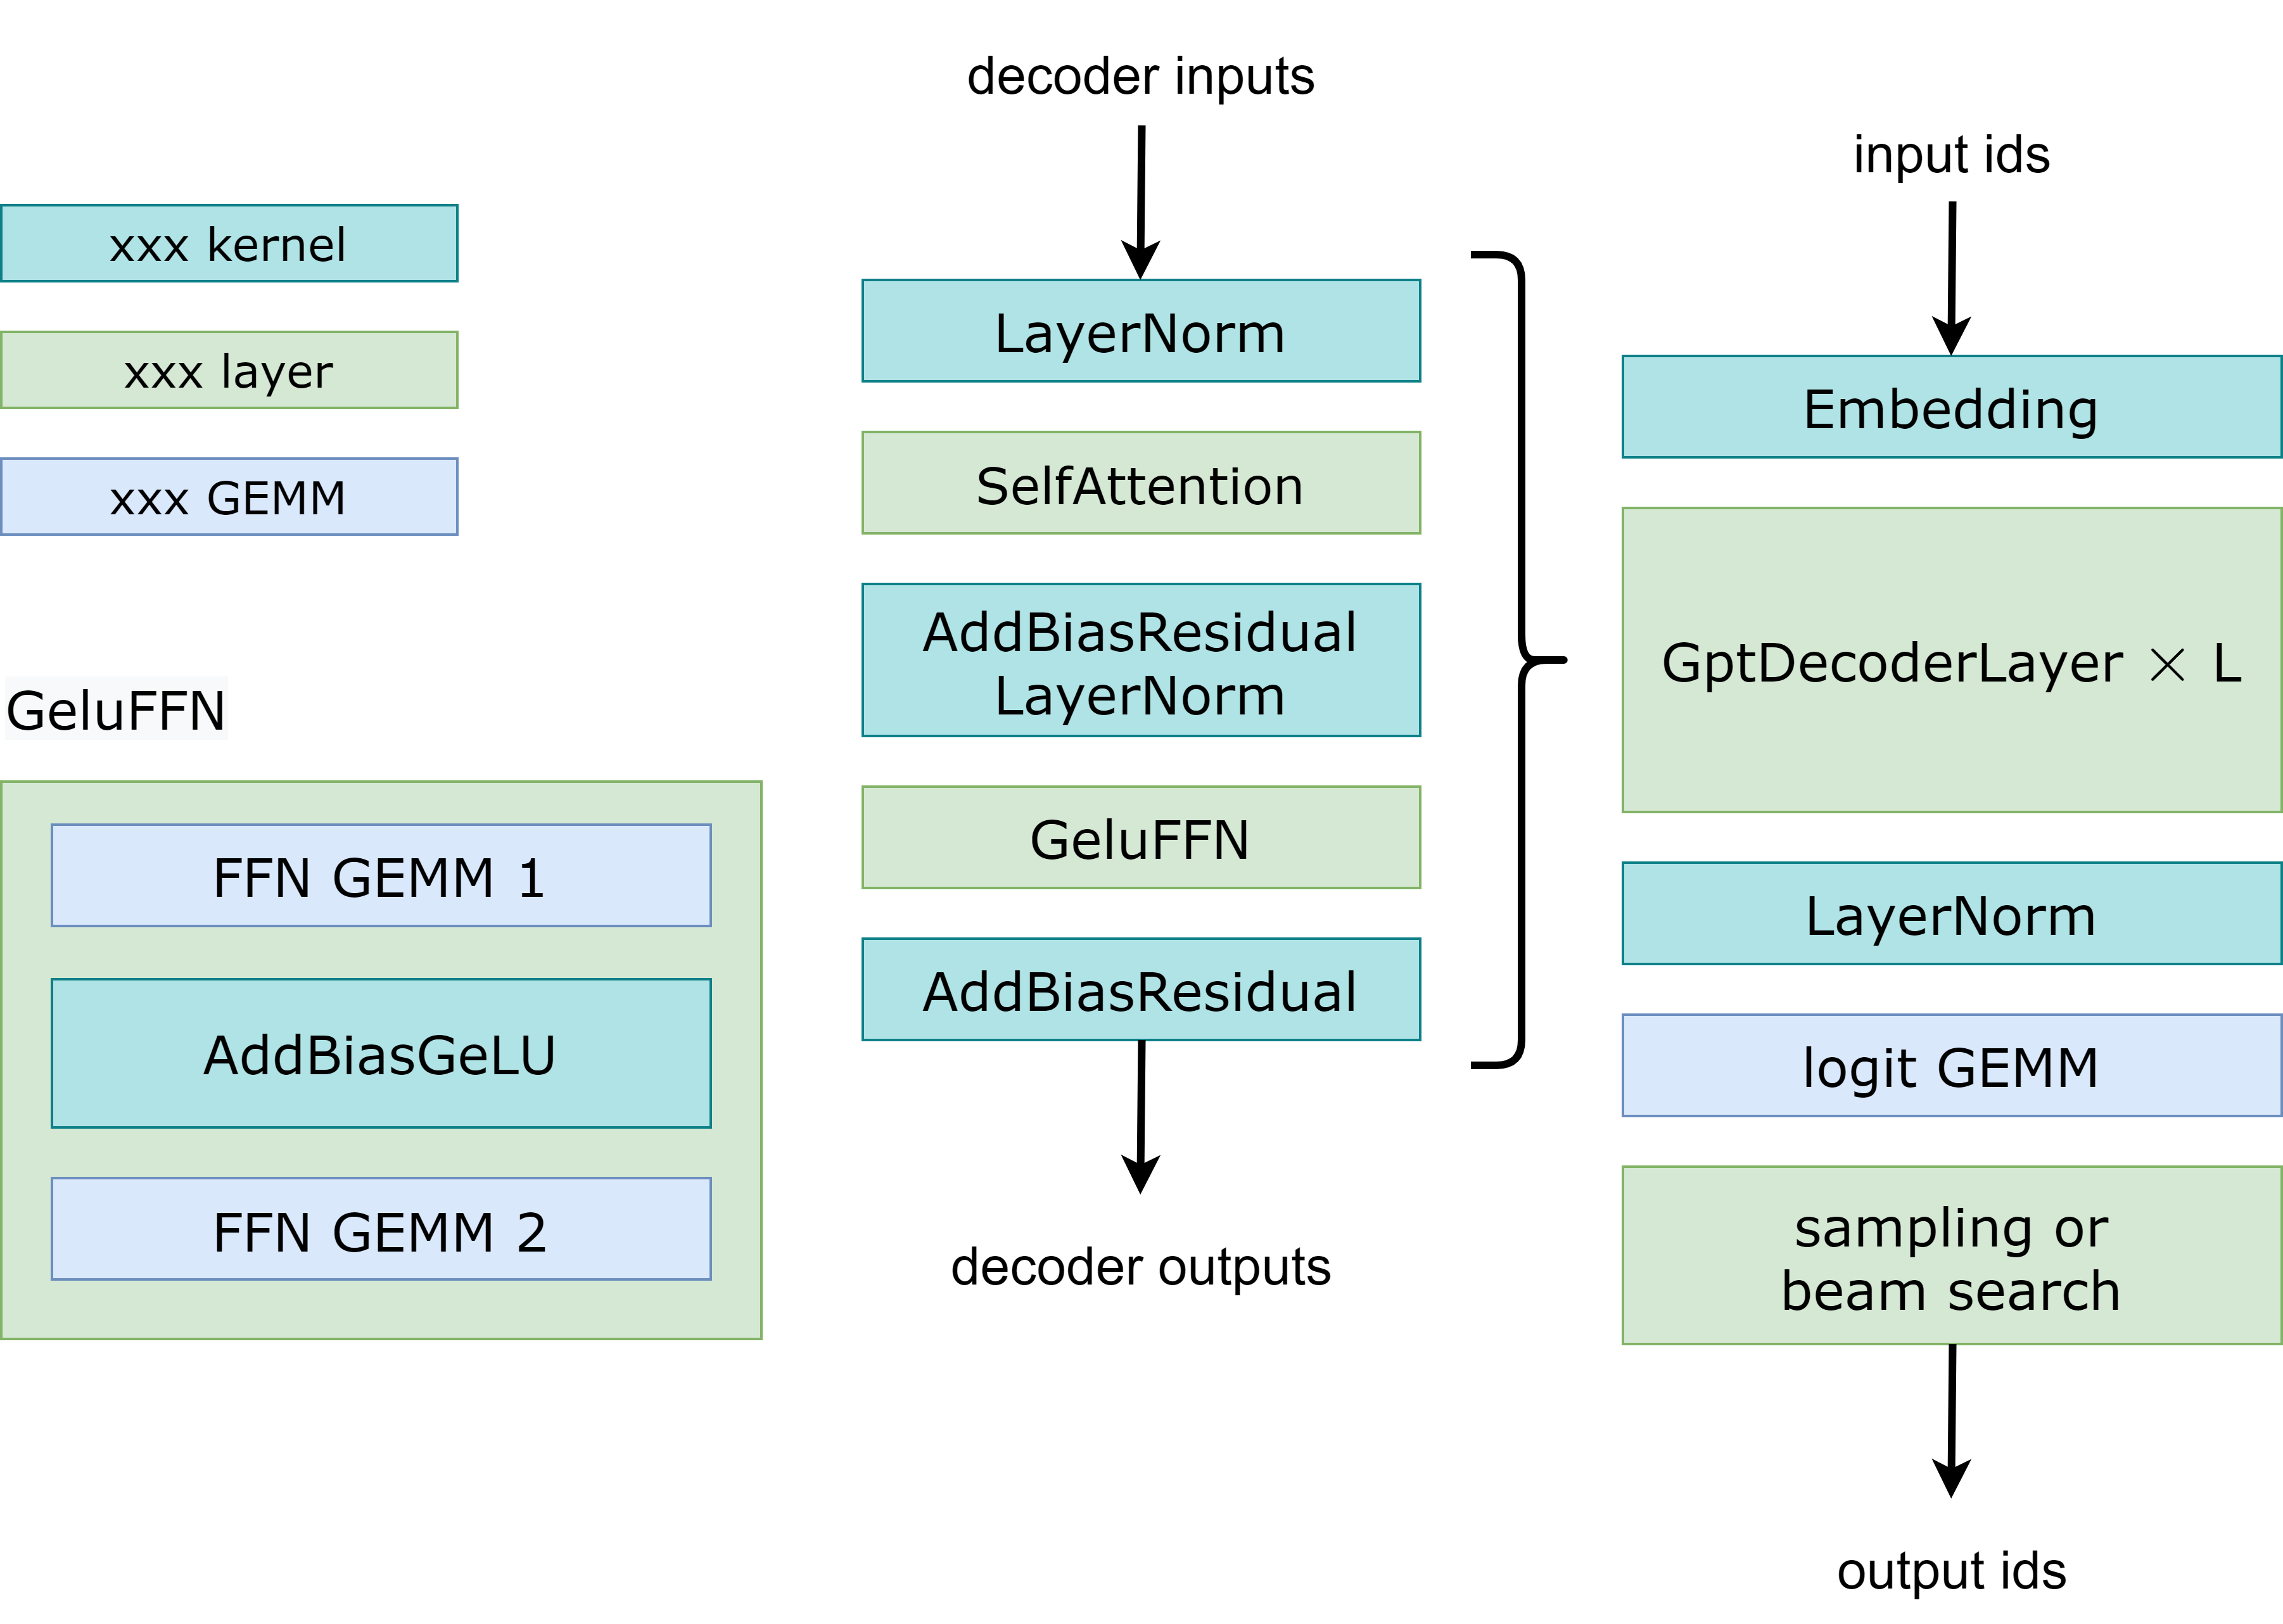 xxx kernel
xxx layer
xxx GEMM
GeluFFN
FFN GEMM 1
AddBiasGeLU
FFN GEMM 2
decoder inputs
LayerNorm
SelfAttention
AddBiasResidual
LayerNorm
GeluFFN
AddBiasResidual
decoder outputs
input ids
Embedding
GptDecoderLayer × L
LayerNorm
logit GEMM
sampling or
beam search
output ids